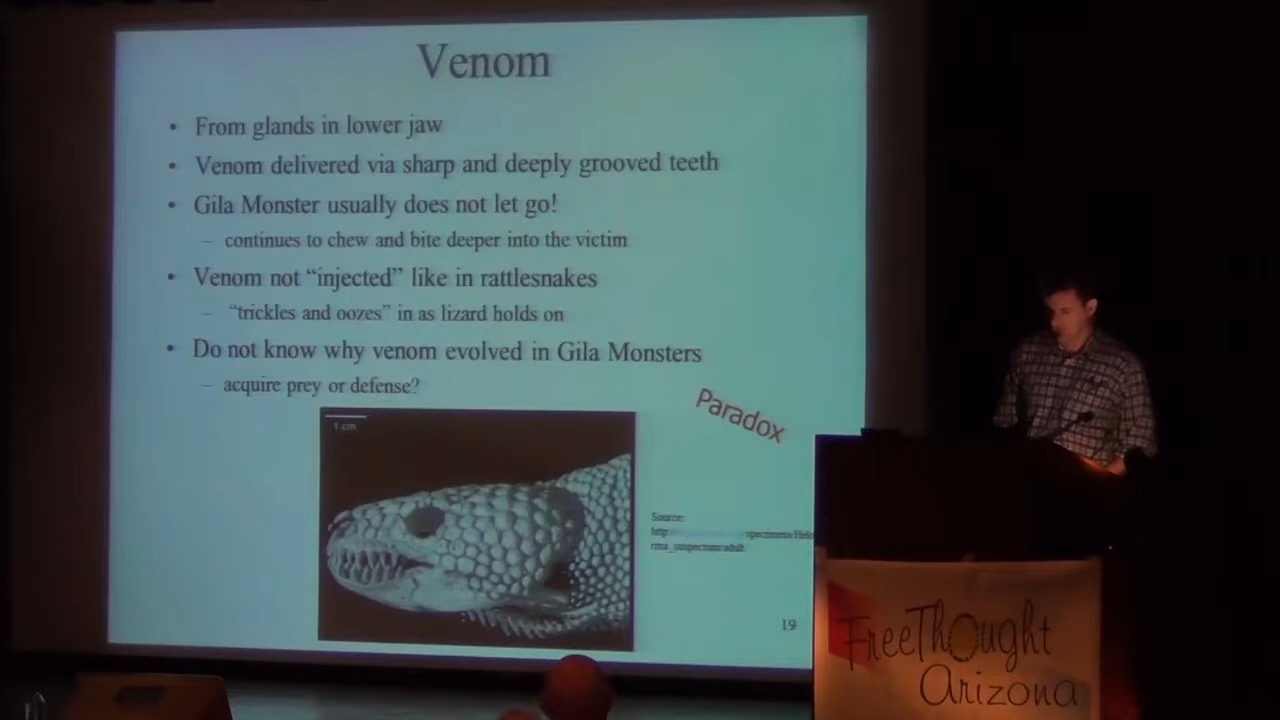 Venom
• From glands in lower jaw
• Venom delivered via sharp and deeply grooved teeth
• Gila Monster usually does not let go!
– continues to chew and bite deeper into the victim
• Venom not “injected” like in rattlesnakes
– “trickles and oozes” in as lizard holds on
• Do not know why venom evolved in Gila Monsters
– acquire prey or defense?
Paradox
1 cm
Source:
http:
19
FreeThought
Arizona